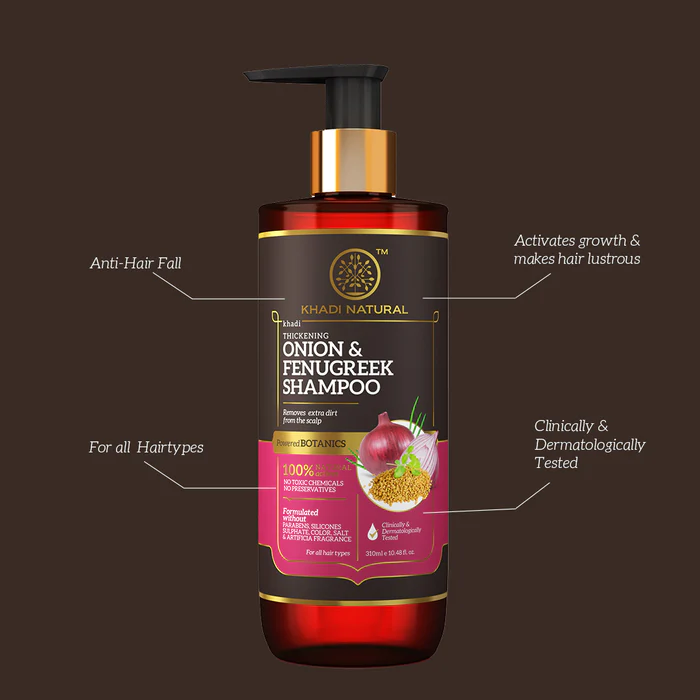 Anti-Hair Fall
Activates growth &
makes hair lustrous
For all Hairtypes
Clinically &
Dermatologically
Tested
TM
KHADI NATURAL
khadi
THICKENING
ONION &
FENUGREEK
SHAMPOO
Removes extra dirt
from the scalp
Powered BOTANICS
100%
NO TOXIC CHEMICALS
NO PRESERVATIVES
Formulated
without
PARABENS, SILICONES
SULPHATE, COLOR, SALT
& ARTIFICIA FRAGRANCE
For all hair types
Clinically &
Dermatologically
Tested
310ml e 10.48 fl. oz.